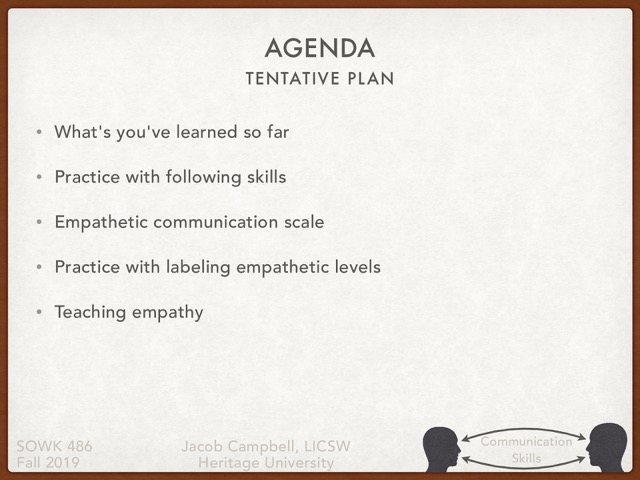 AGENDA
TENTATIVE PLAN
• What's you've learned so far
• Practice with following skills
• Empathetic communication scale
• Practice with labeling empathetic levels
• Teaching empathy
SOWK 486
Fall 2019
Jacob Campbell, LICSW
Heritage University
Communication
Skills